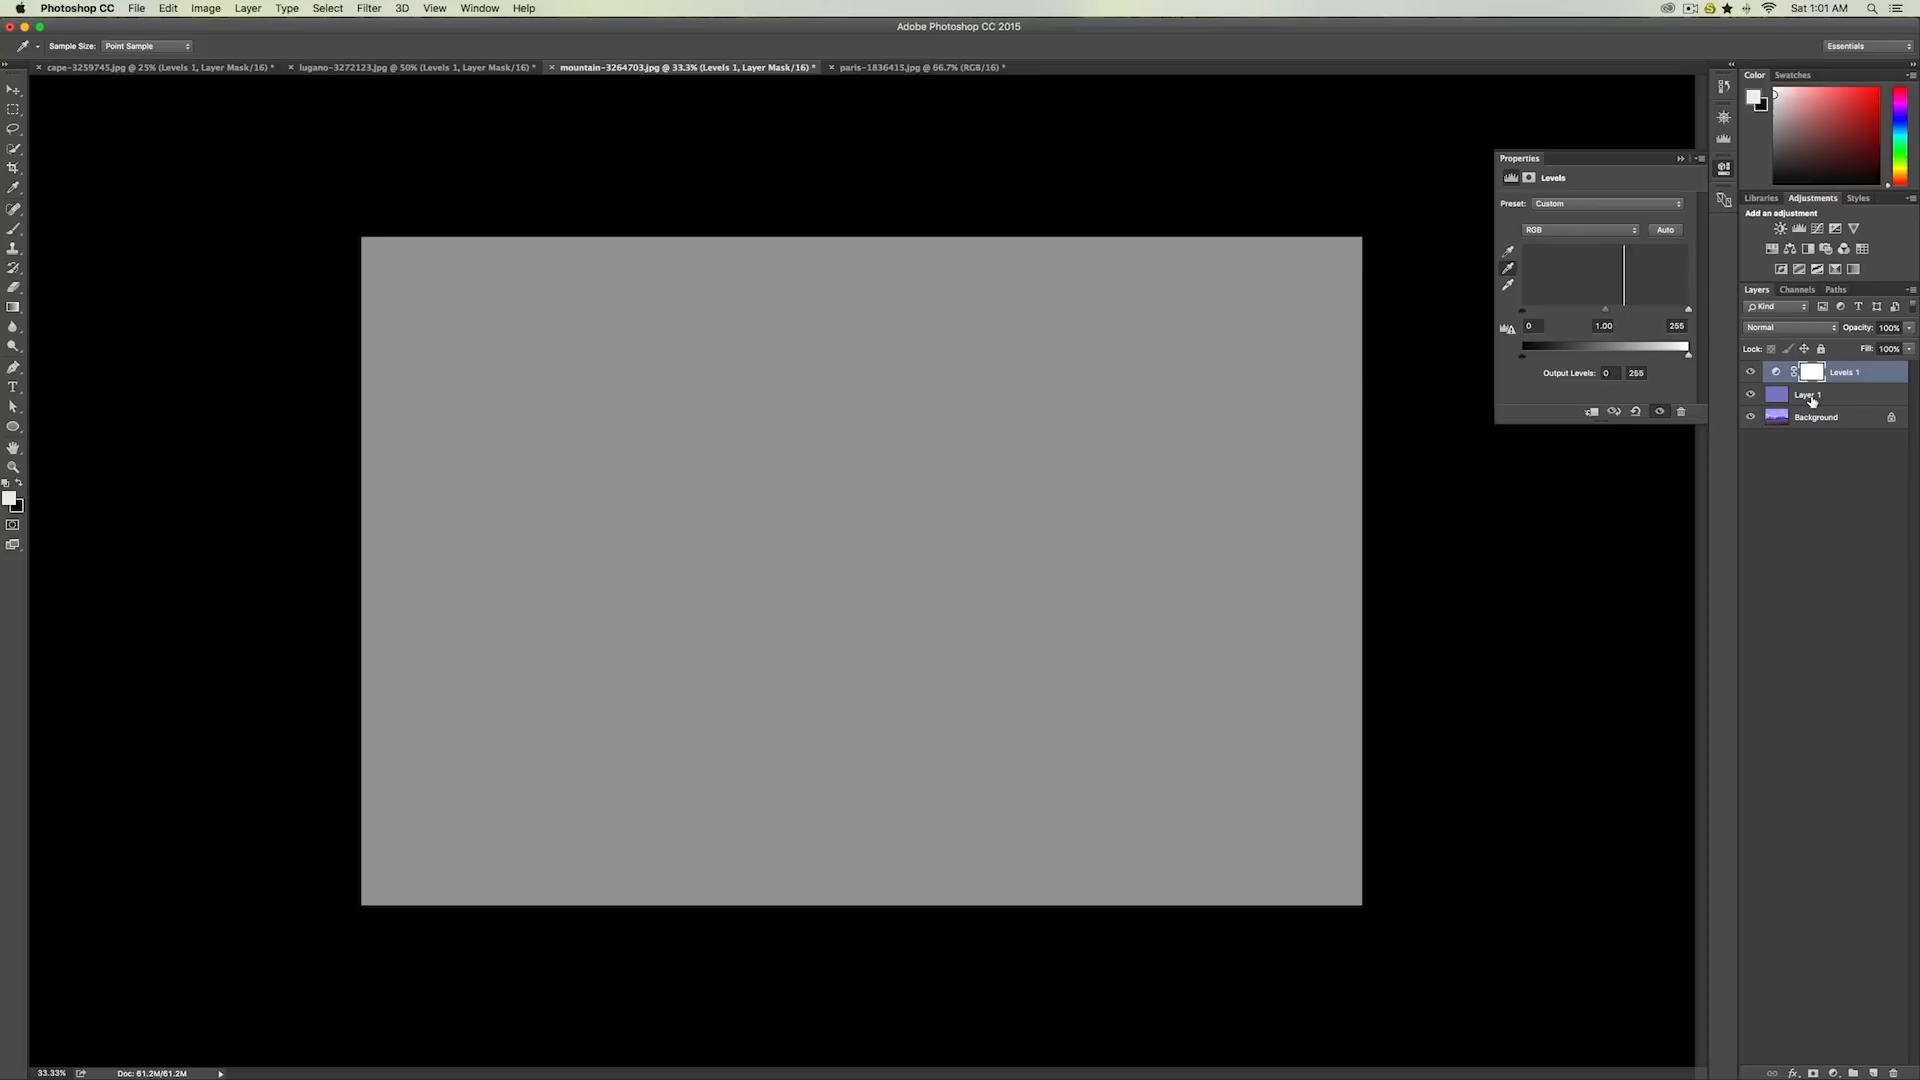 Photoshop CC File Edit Image Layer Type Select Filter 3D View Window Help Sat 1:01 AM
Adobe Photoshop CC 2015
Sample Size: Point Sample Essentials
cape-3259745.jpg @ 25% (Levels 1, Layer Mask/16) * lugano-3272123.jpg @ 50% (Levels 1, Layer Mask/16) * mountain-3264703.jpg @ 33.3% (Levels 1, Layer Mask/16) * paris-1836415.jpg @ 66.7% (RGB/16) *
Color Swatches
Properties
Levels
Preset: Custom
RGB Auto
0 1.00 255
Output Levels: 0 255
Libraries Adjustments Styles
Add an adjustment
Layers Channels Paths
Kind
Normal Opacity: 100%
Lock: Fill: 100%
Levels 1
Layer 1
Background
33.33% Doc: 61.2M/61.2M